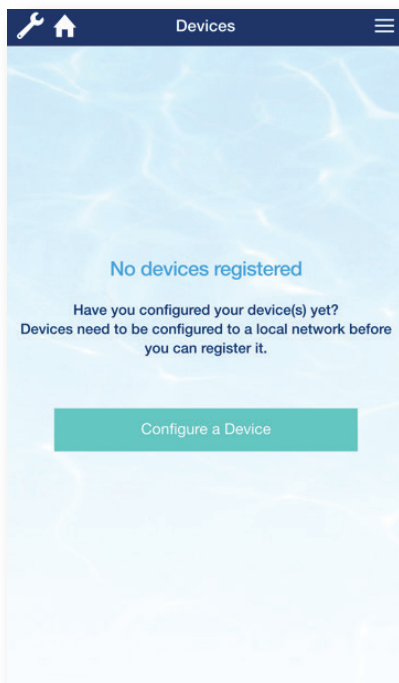 Devices
No devices registered
Have you configured your device(s) yet?
Devices need to be configured to a local network before
you can register it.
Configure a Device